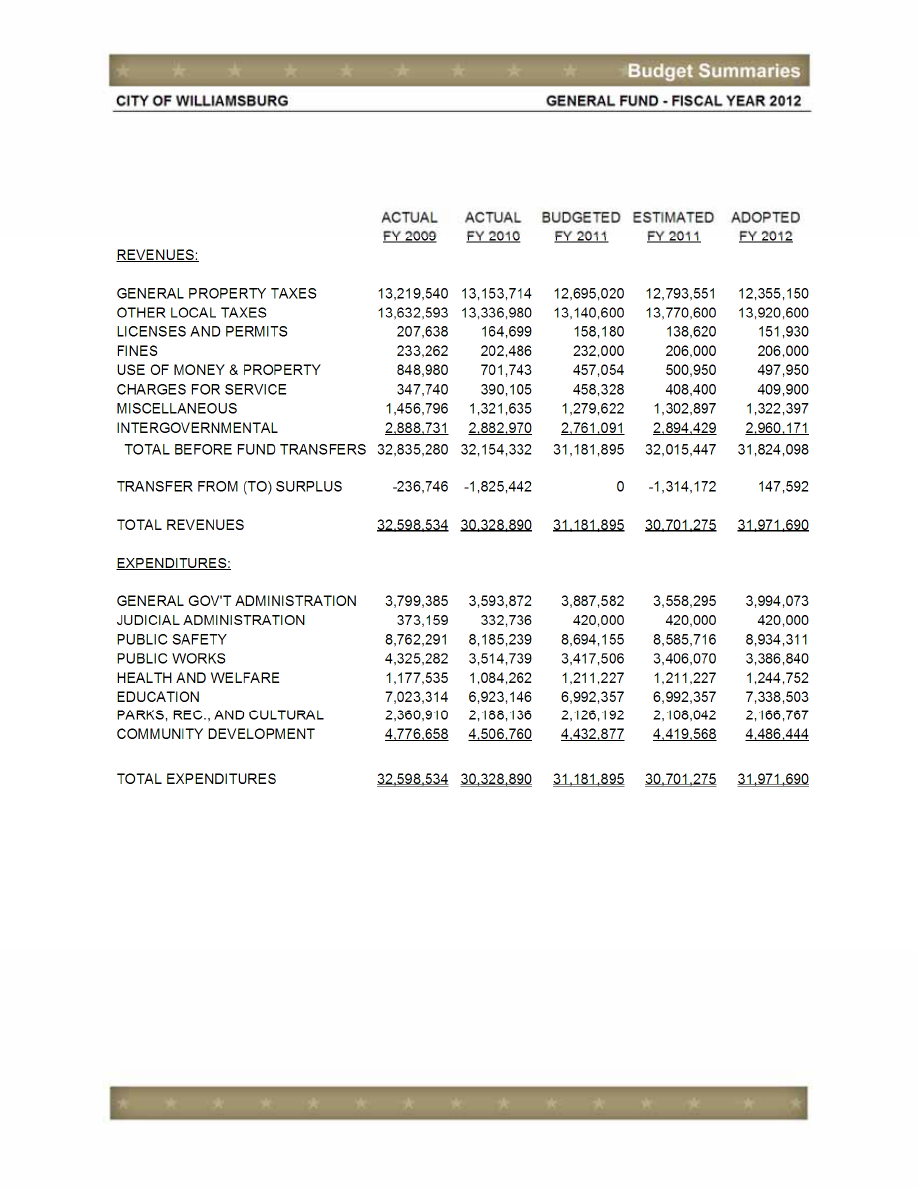 Budget Summaries
CITY OF WILLIAMSBURG GENERAL FUND - FISCAL YEAR 2012
ACTUAL ACTUAL BUDGETED ESTIMATED ADOPTED
FY 2009 FY 2010 FY 2011 FY 2011 FY 2012
REVENUES:
GENERAL PROPERTY TAXES 13,219,540 13,153,714 12,695,020 12,793,551 12,355,150
OTHER LOCAL TAXES 13,632,593 13,336,980 13,140,600 13,770,600 13,920,600
LICENSES AND PERMITS 207,638 164,699 158,180 138,620 151,930
FINES 233,262 202,486 232,000 206,000 206,000
USE OF MONEY & PROPERTY 848,980 701,743 457,054 500,950 497,950
CHARGES FOR SERVICE 347,740 390,105 458,328 408,400 409,900
MISCELLANEOUS 1,456,796 1,321,635 1,279,622 1,302,897 1,322,397
INTERGOVERNMENTAL 2,888,731 2,882,970 2,761,091 2,894,429 2,960,171
TOTAL BEFORE FUND TRANSFERS 32,835,280 32,154,332 31,181,895 32,015,447 31,824,098
TRANSFER FROM (TO) SURPLUS -236,746 -1,825,442 0 -1,314,172 147,592
TOTAL REVENUES 32,598,534 30,328,890 31,181,895 30,701,275 31,971,690
EXPENDITURES:
GENERAL GOV'T ADMINISTRATION 3,799,385 3,593,872 3,887,582 3,558,295 3,994,073
JUDICIAL ADMINISTRATION 373,159 332,736 420,000 420,000 420,000
PUBLIC SAFETY 8,762,291 8,185,239 8,694,155 8,585,716 8,934,311
PUBLIC WORKS 4,325,282 3,514,739 3,417,506 3,406,070 3,386,840
HEALTH AND WELFARE 1,177,535 1,084,262 1,211,227 1,211,227 1,244,752
EDUCATION 7,023,314 6,923,146 6,992,357 6,992,357 7,338,503
PARKS, REC., AND CULTURAL 2,360,910 2,188,136 2,126,192 2,108,042 2,166,767
COMMUNITY DEVELOPMENT 4,776,658 4,506,760 4,432,877 4,419,568 4,486,444
TOTAL EXPENDITURES 32,598,534 30,328,890 31,181,895 30,701,275 31,971,690